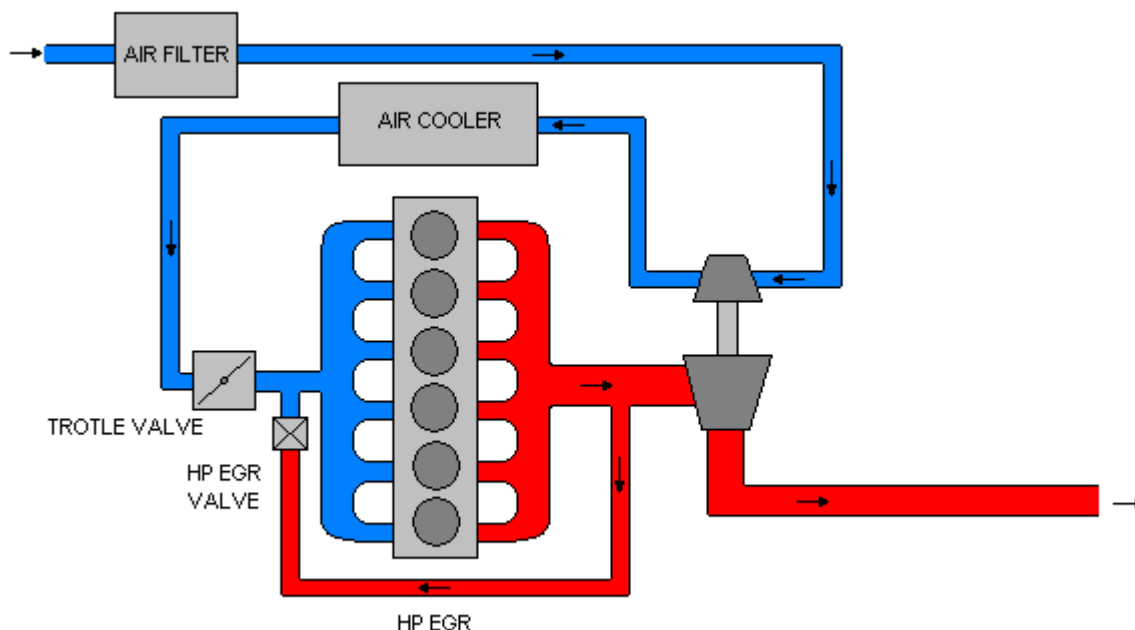 AIR FILTER
AIR COOLER
TROTLE VALVE
HP EGR
VALVE
HP EGR